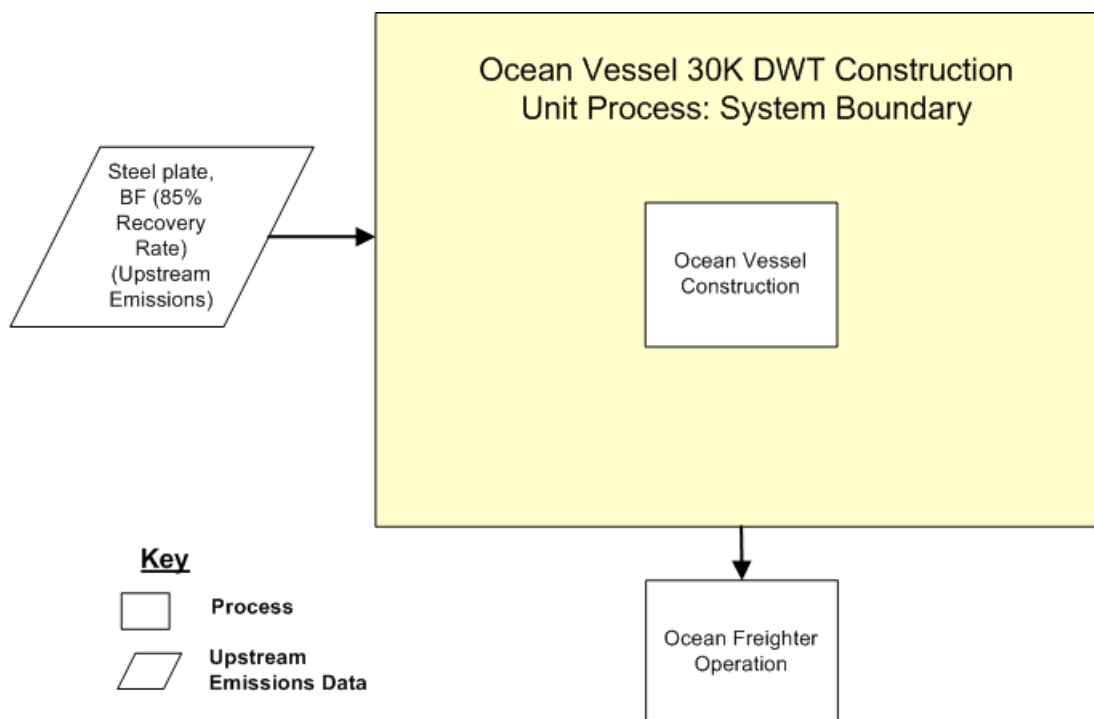 Ocean Vessel 30K DWT Construction
Unit Process: System Boundary
Steel plate,
BF (85%
Recovery
Rate)
(Upstream
Emissions)
Ocean Vessel
Construction
Key
Process
Upstream
Emissions Data
Ocean Freighter
Operation